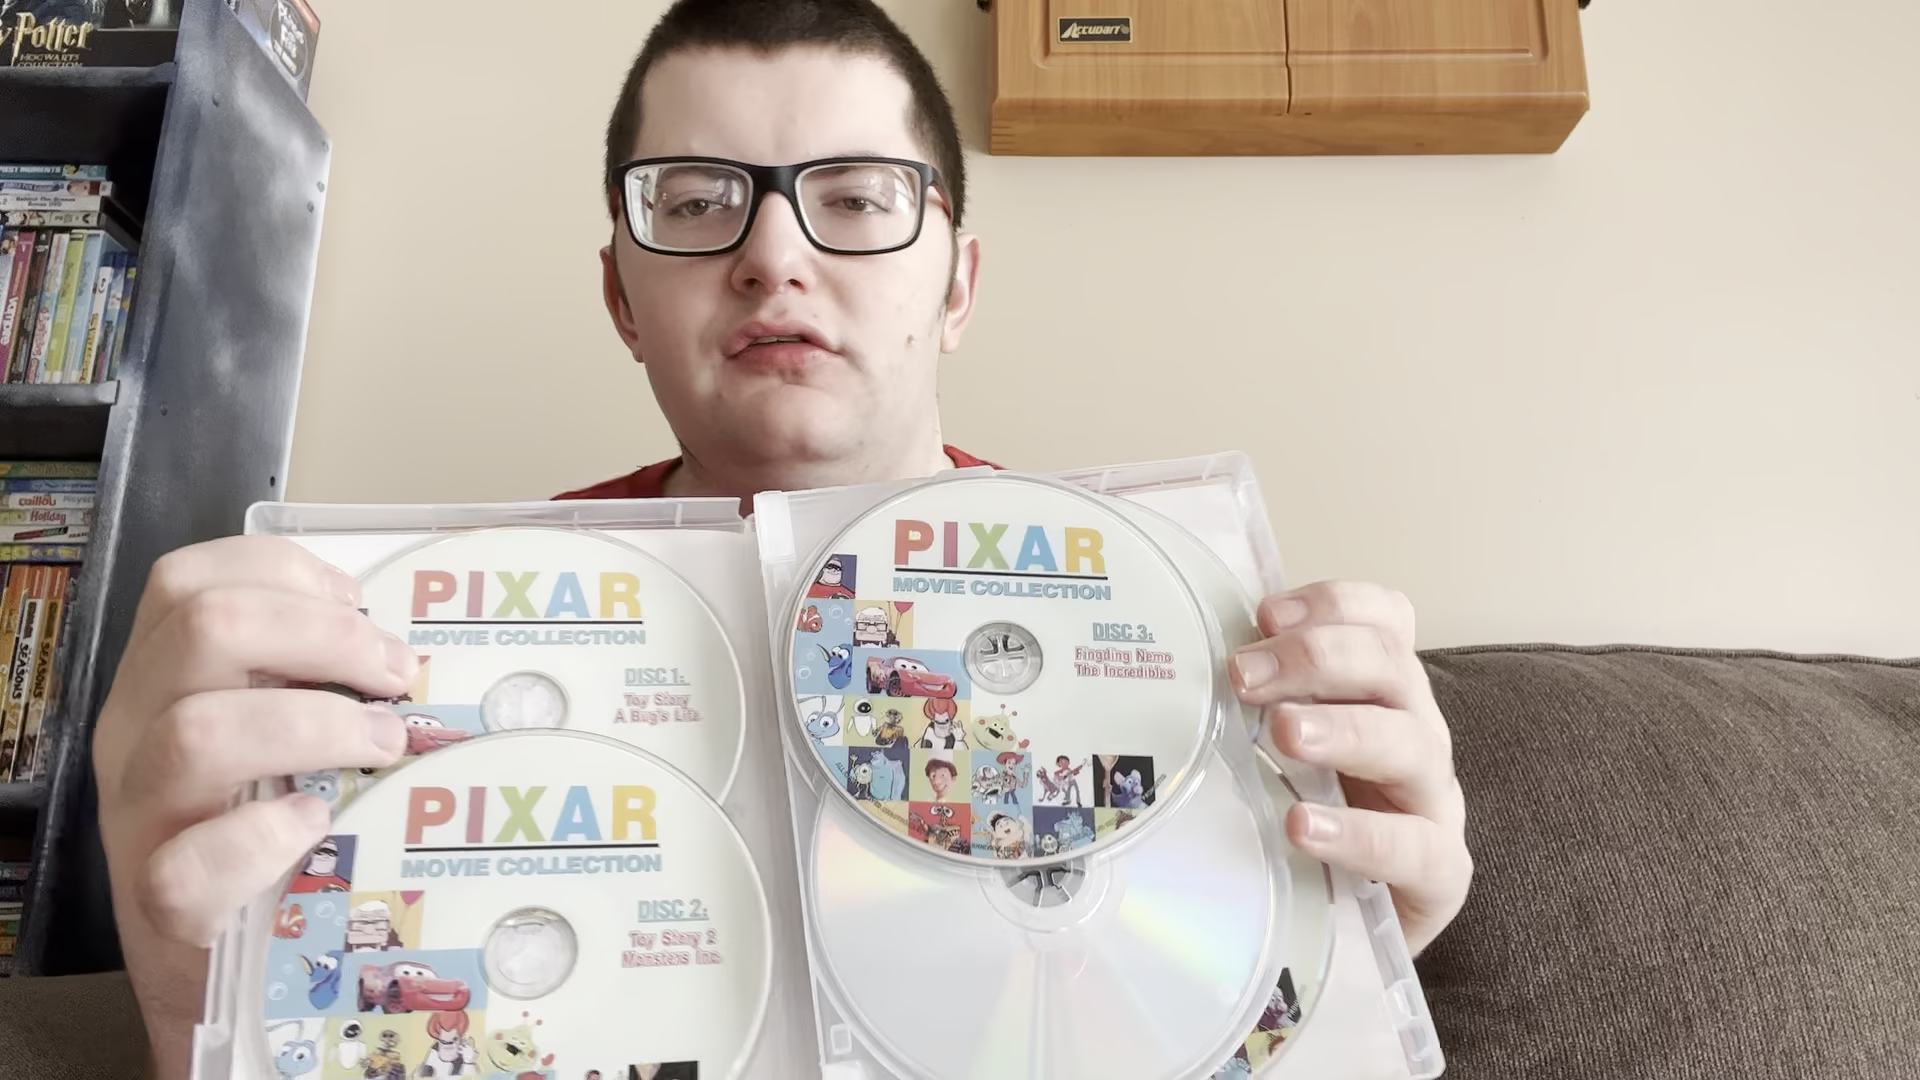 Potter
HOGWARTS
COLLECTION
ACCUDART
caillou
Holiday
SEASONS
SEASONS
PIXAR
MOVIE COLLECTION
DISC 1:
Toy Story
A Bug's Life
PIXAR
MOVIE COLLECTION
DISC 2:
Toy Story 2
Monsters Inc.
PIXAR
MOVIE COLLECTION
DISC 3:
Fingding Nemo
The Incredibles